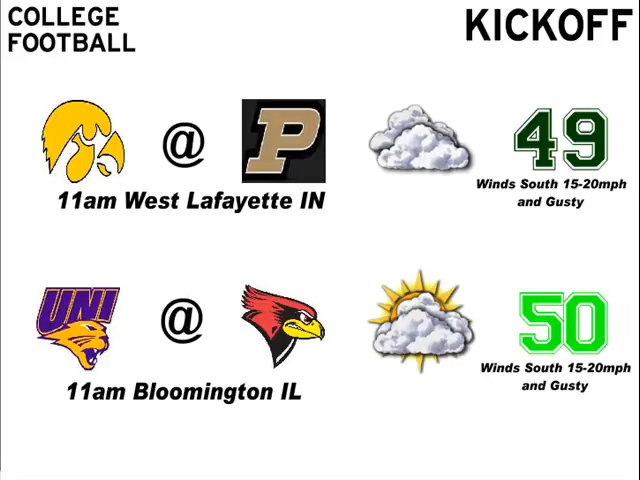 COLLEGE
FOOTBALL
KICKOFF
@
P
49
11am West Lafayette IN
Winds South 15-20mph
and Gusty
UNI
@
50
11am Bloomington IL
Winds South 15-20mph
and Gusty